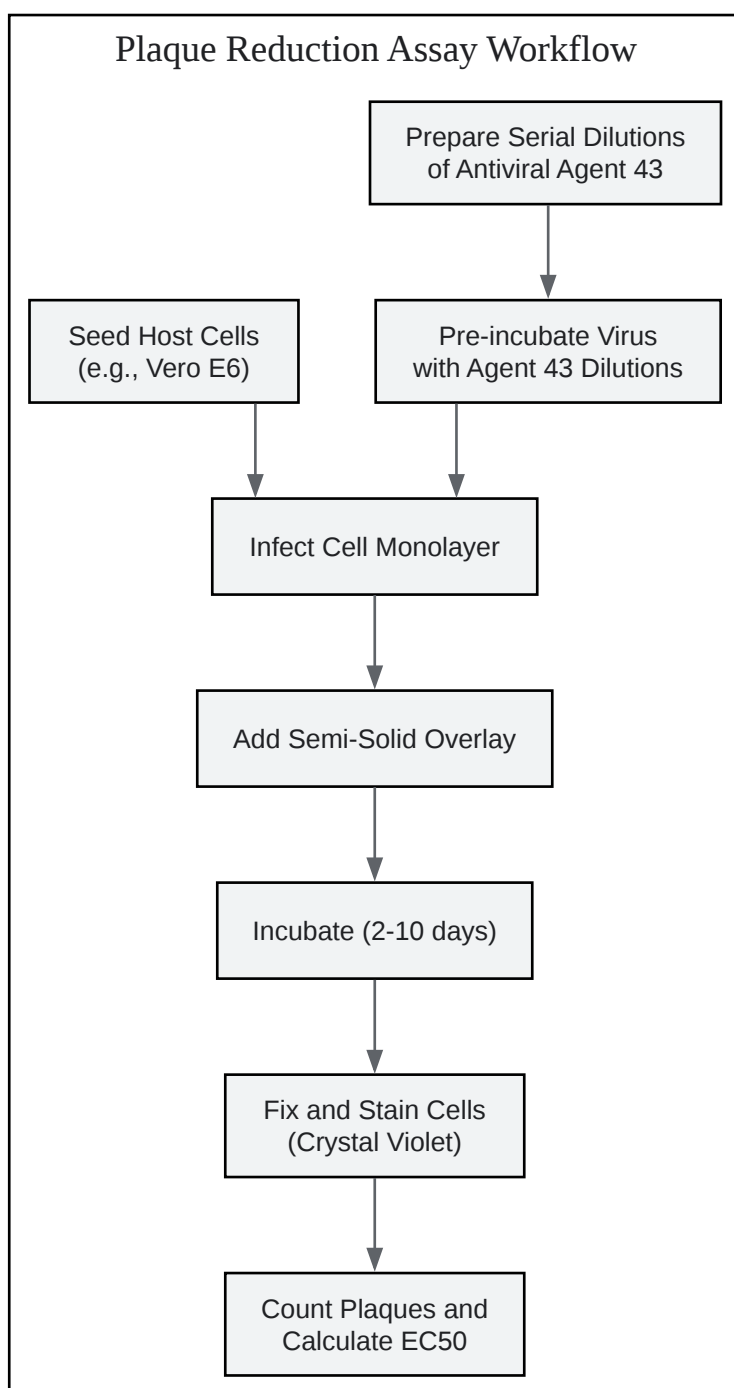 Plaque Reduction Assay Workflow
Prepare Serial Dilutions
of Antiviral Agent 43
Seed Host Cells
(e.g., Vero E6)
Pre-incubate Virus
with Agent 43 Dilutions
Infect Cell Monolayer
Add Semi-Solid Overlay
Incubate (2-10 days)
Fix and Stain Cells
(Crystal Violet)
Count Plaques and
Calculate EC50